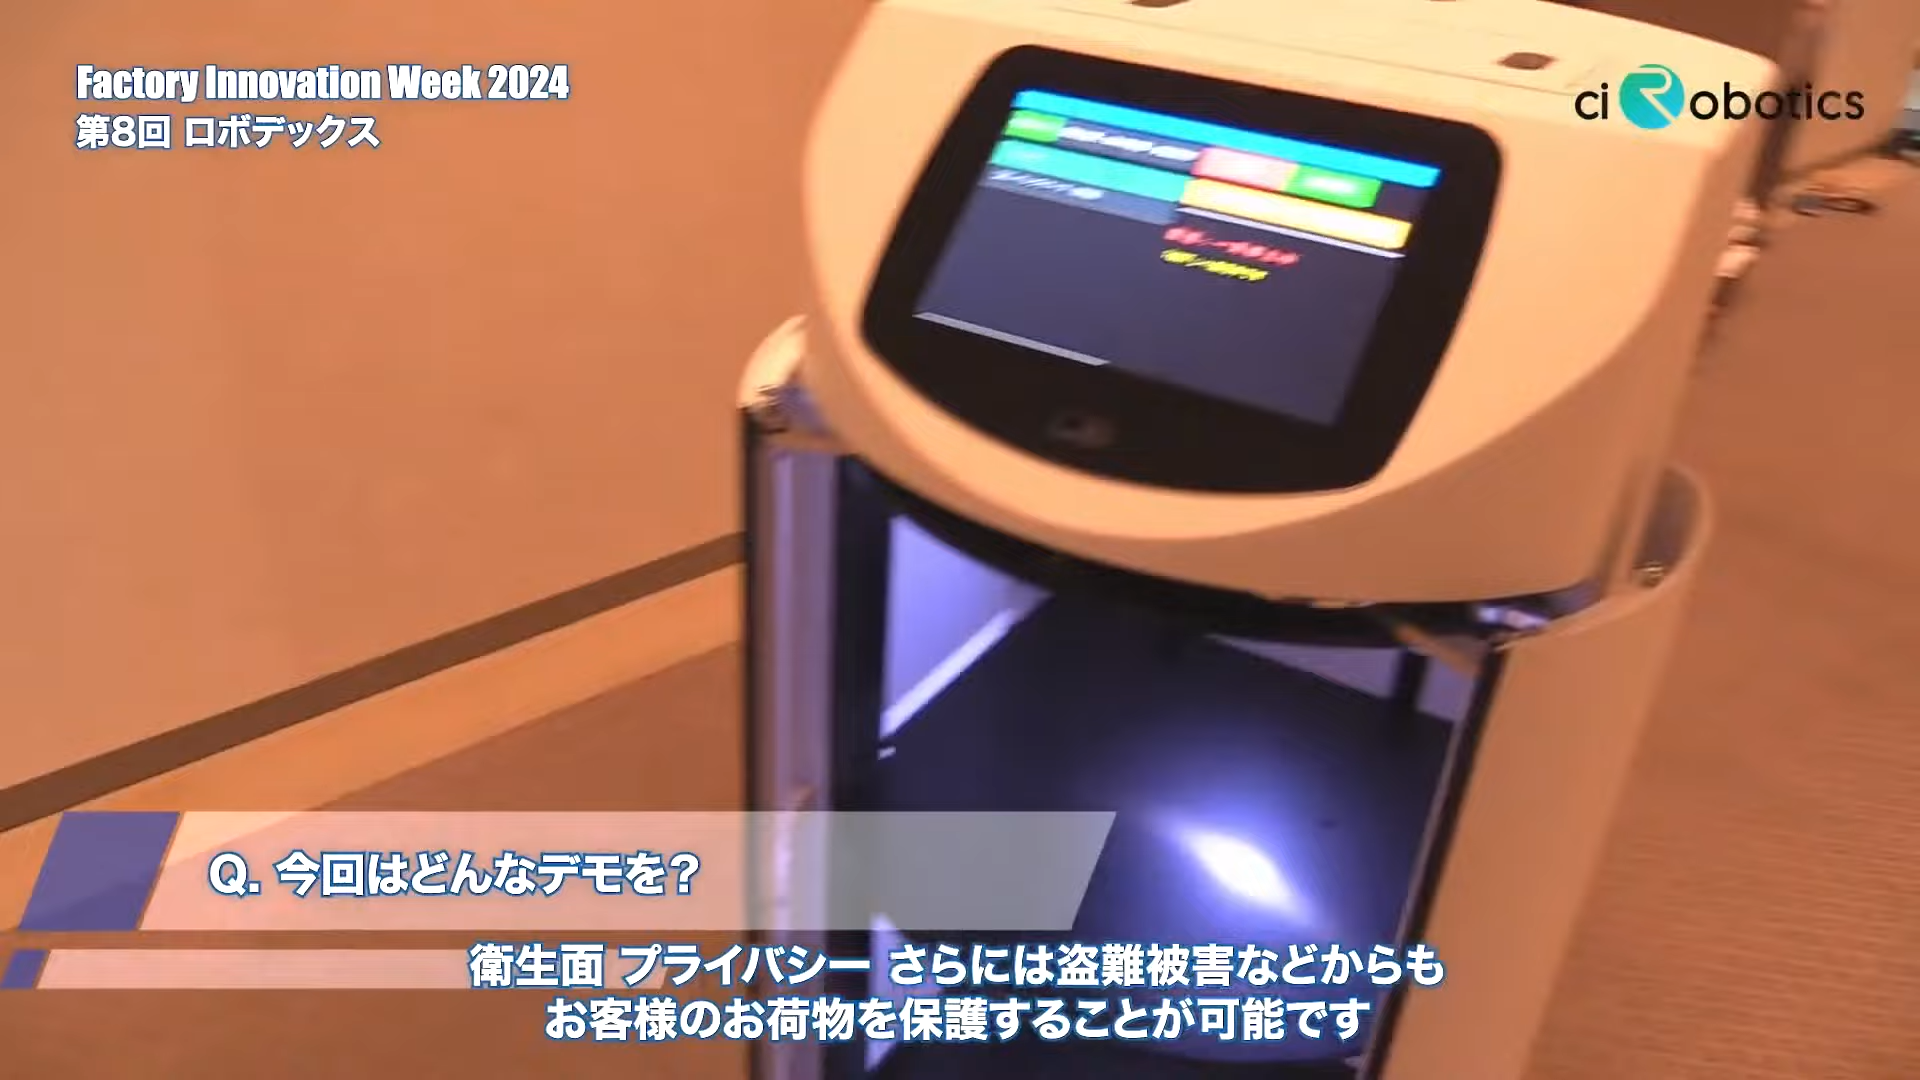 Factory Innovation Week 2024
第8回 ロボデックス
ci Robotics
Q. 今回はどんなデモを?
衛生面 プライバシー さらには盗難被害などからも
お客様のお荷物を保護することが可能です